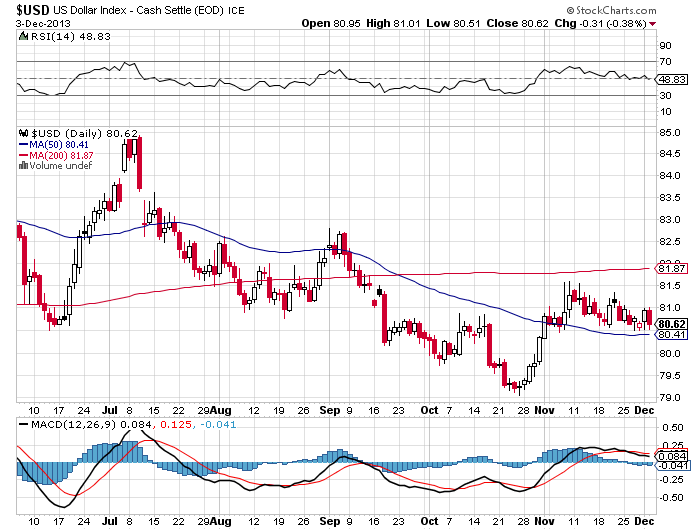 $USD US Dollar Index - Cash Settle (EOD) ICE
© StockCharts.com
3-Dec-2013
Open 80.95 High 81.01 Low 80.51 Close 80.62 Chg -0.31 (-0.38%)
RSI(14) 48.83
90
70
48.83
30
10
$USD (Daily) 80.62
MA(50) 80.41
MA(200) 81.87
Volume undef
85.0
84.5
84.0
83.5
83.0
82.5
81.87
81.5
81.0
80.62
80.41
80.0
79.5
79.0
10 17 24 Jul 8 15 22 29 Aug 12 19 26 Sep 9 16 23 Oct 7 14 21 28 Nov 11 18 25 Dec
MACD(12,26,9) 0.084, 0.125, -0.041
0.50
0.25
0.084
-0.041
-0.25
-0.50
10 17 24 Jul 8 15 22 29 Aug 12 19 26 Sep 9 16 23 Oct 7 14 21 28 Nov 11 18 25 Dec